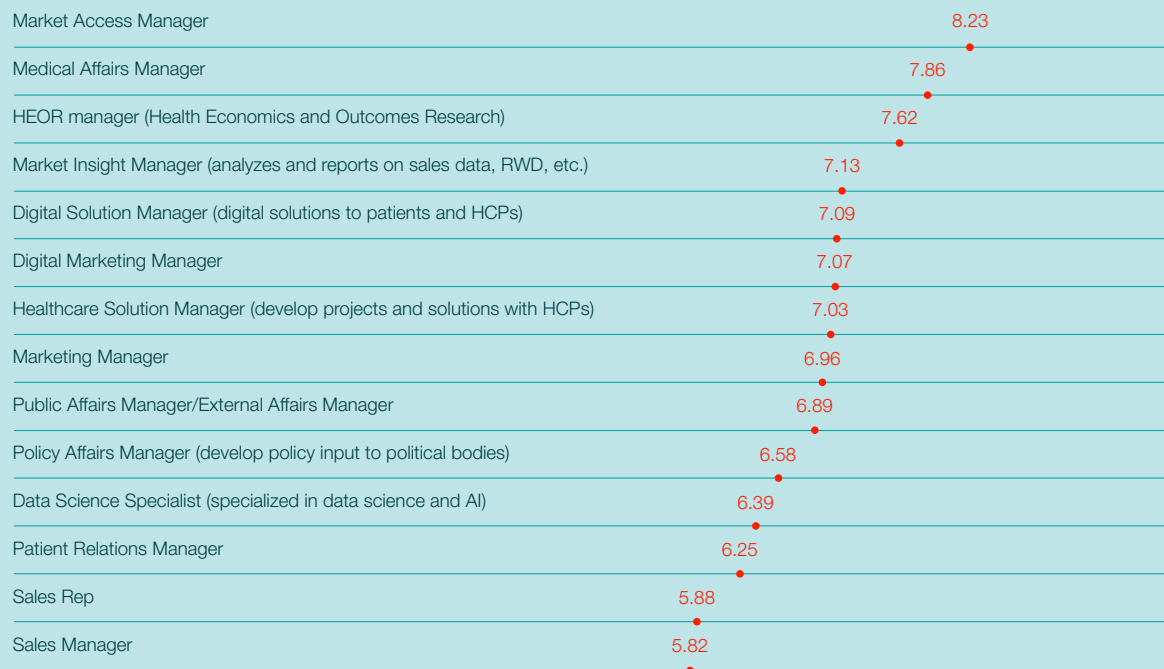 Market Access Manager 8.23
Medical Affairs Manager 7.86
HEOR manager (Health Economics and Outcomes Research) 7.62
Market Insight Manager (analyzes and reports on sales data, RWD, etc.) 7.13
Digital Solution Manager (digital solutions to patients and HCPs) 7.09
Digital Marketing Manager 7.07
Healthcare Solution Manager (develop projects and solutions with HCPs) 7.03
Marketing Manager 6.96
Public Affairs Manager/External Affairs Manager 6.89
Policy Affairs Manager (develop policy input to political bodies) 6.58
Data Science Specialist (specialized in data science and AI) 6.39
Patient Relations Manager 6.25
Sales Rep 5.88
Sales Manager 5.82